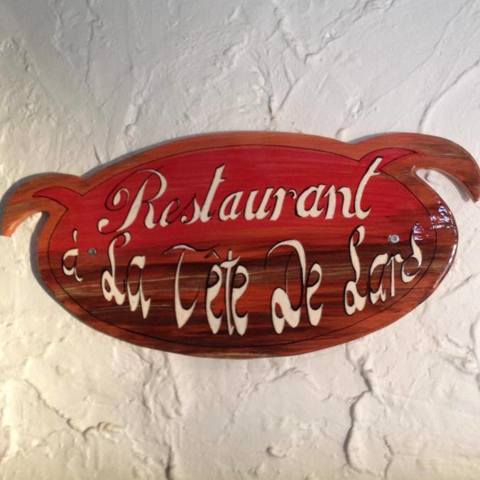 Restaurant
à La Tête De Lard